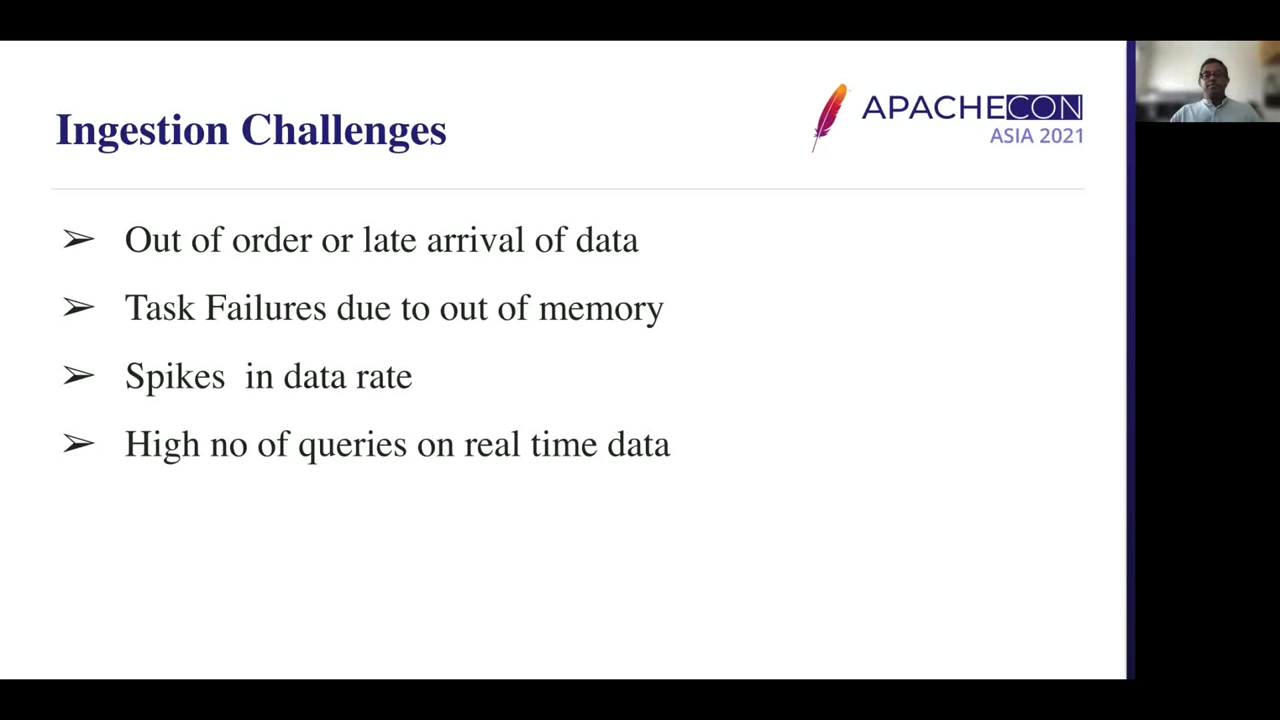 Ingestion Challenges
APACHECON
ASIA 2021
➢ Out of order or late arrival of data
➢ Task Failures due to out of memory
➢ Spikes  in data rate
➢ High no of queries on real time data